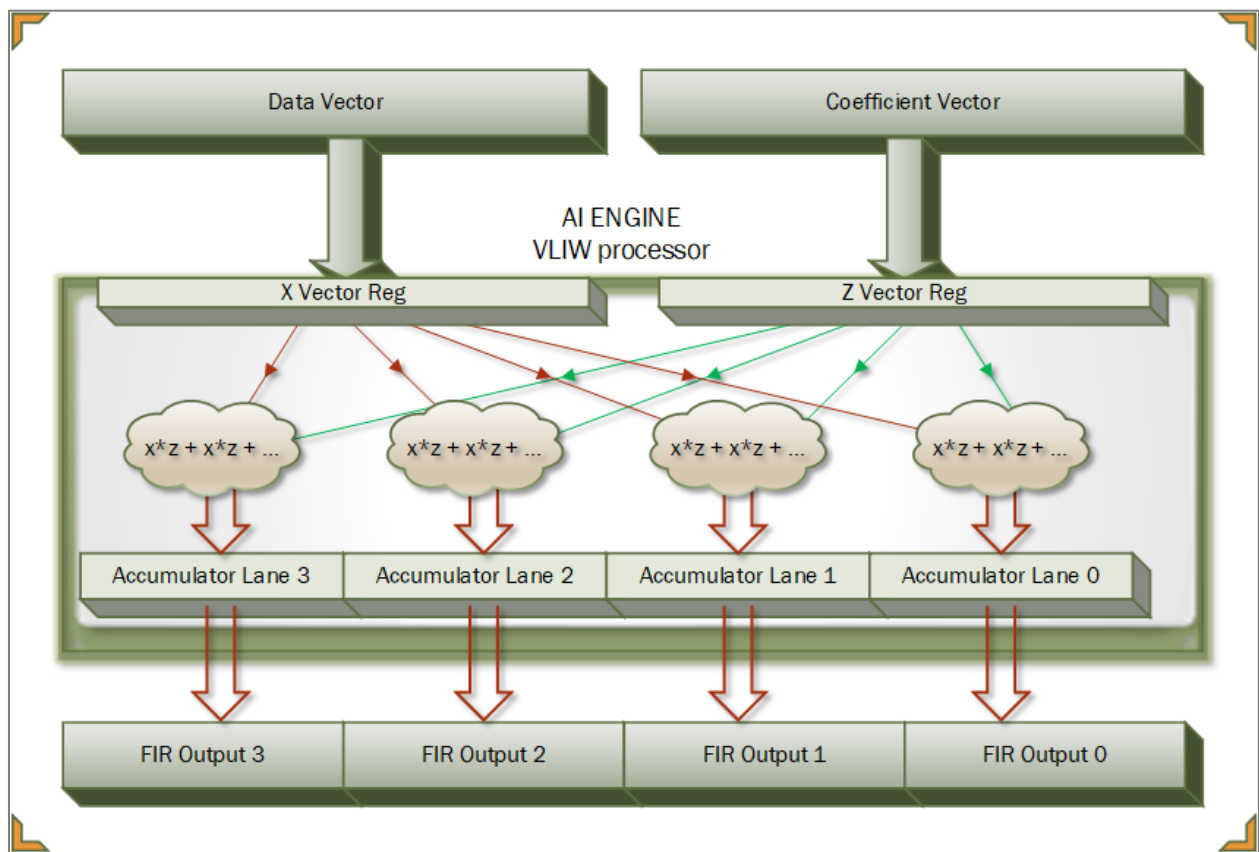 Data Vector
Coefficient Vector
AI ENGINE
VLIW processor
X Vector Reg
Z Vector Reg
x*z + x*z + ...
x*z + x*z + ...
x*z + x*z + ...
x*z + x*z + ...
Accumulator Lane 3
Accumulator Lane 2
Accumulator Lane 1
Accumulator Lane 0
FIR Output 3
FIR Output 2
FIR Output 1
FIR Output 0